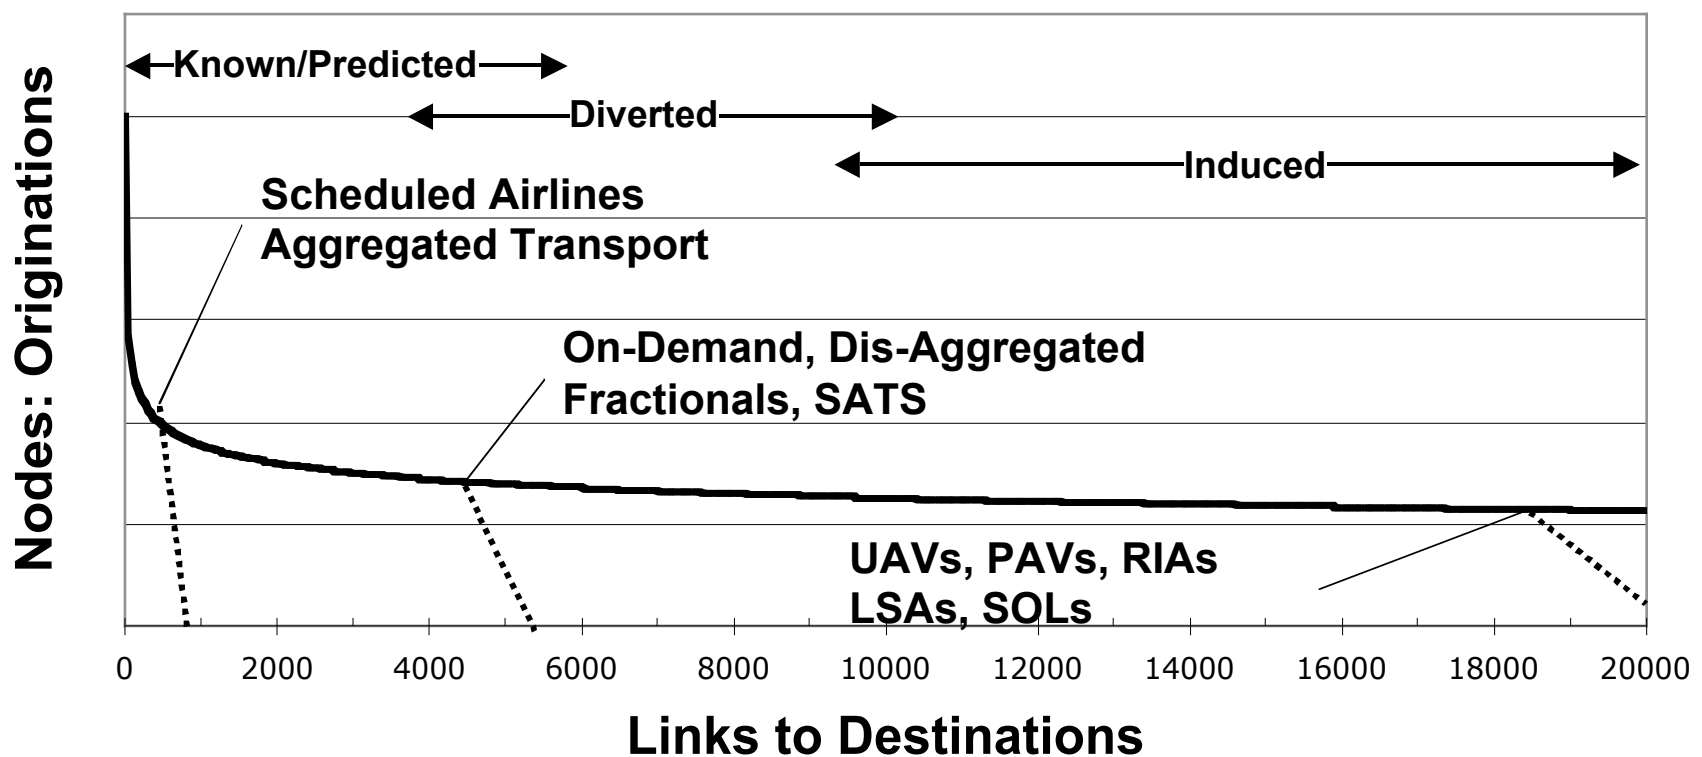 Known/Predicted
Diverted
Induced
Scheduled Airlines
Aggregated Transport
On-Demand, Dis-Aggregated
Fractionals, SATS
UAVs, PAVs, RIAs
LSAs, SOLs
Nodes: Originations
0 2000 4000 6000 8000 10000 12000 14000 16000 18000 20000
Links to Destinations